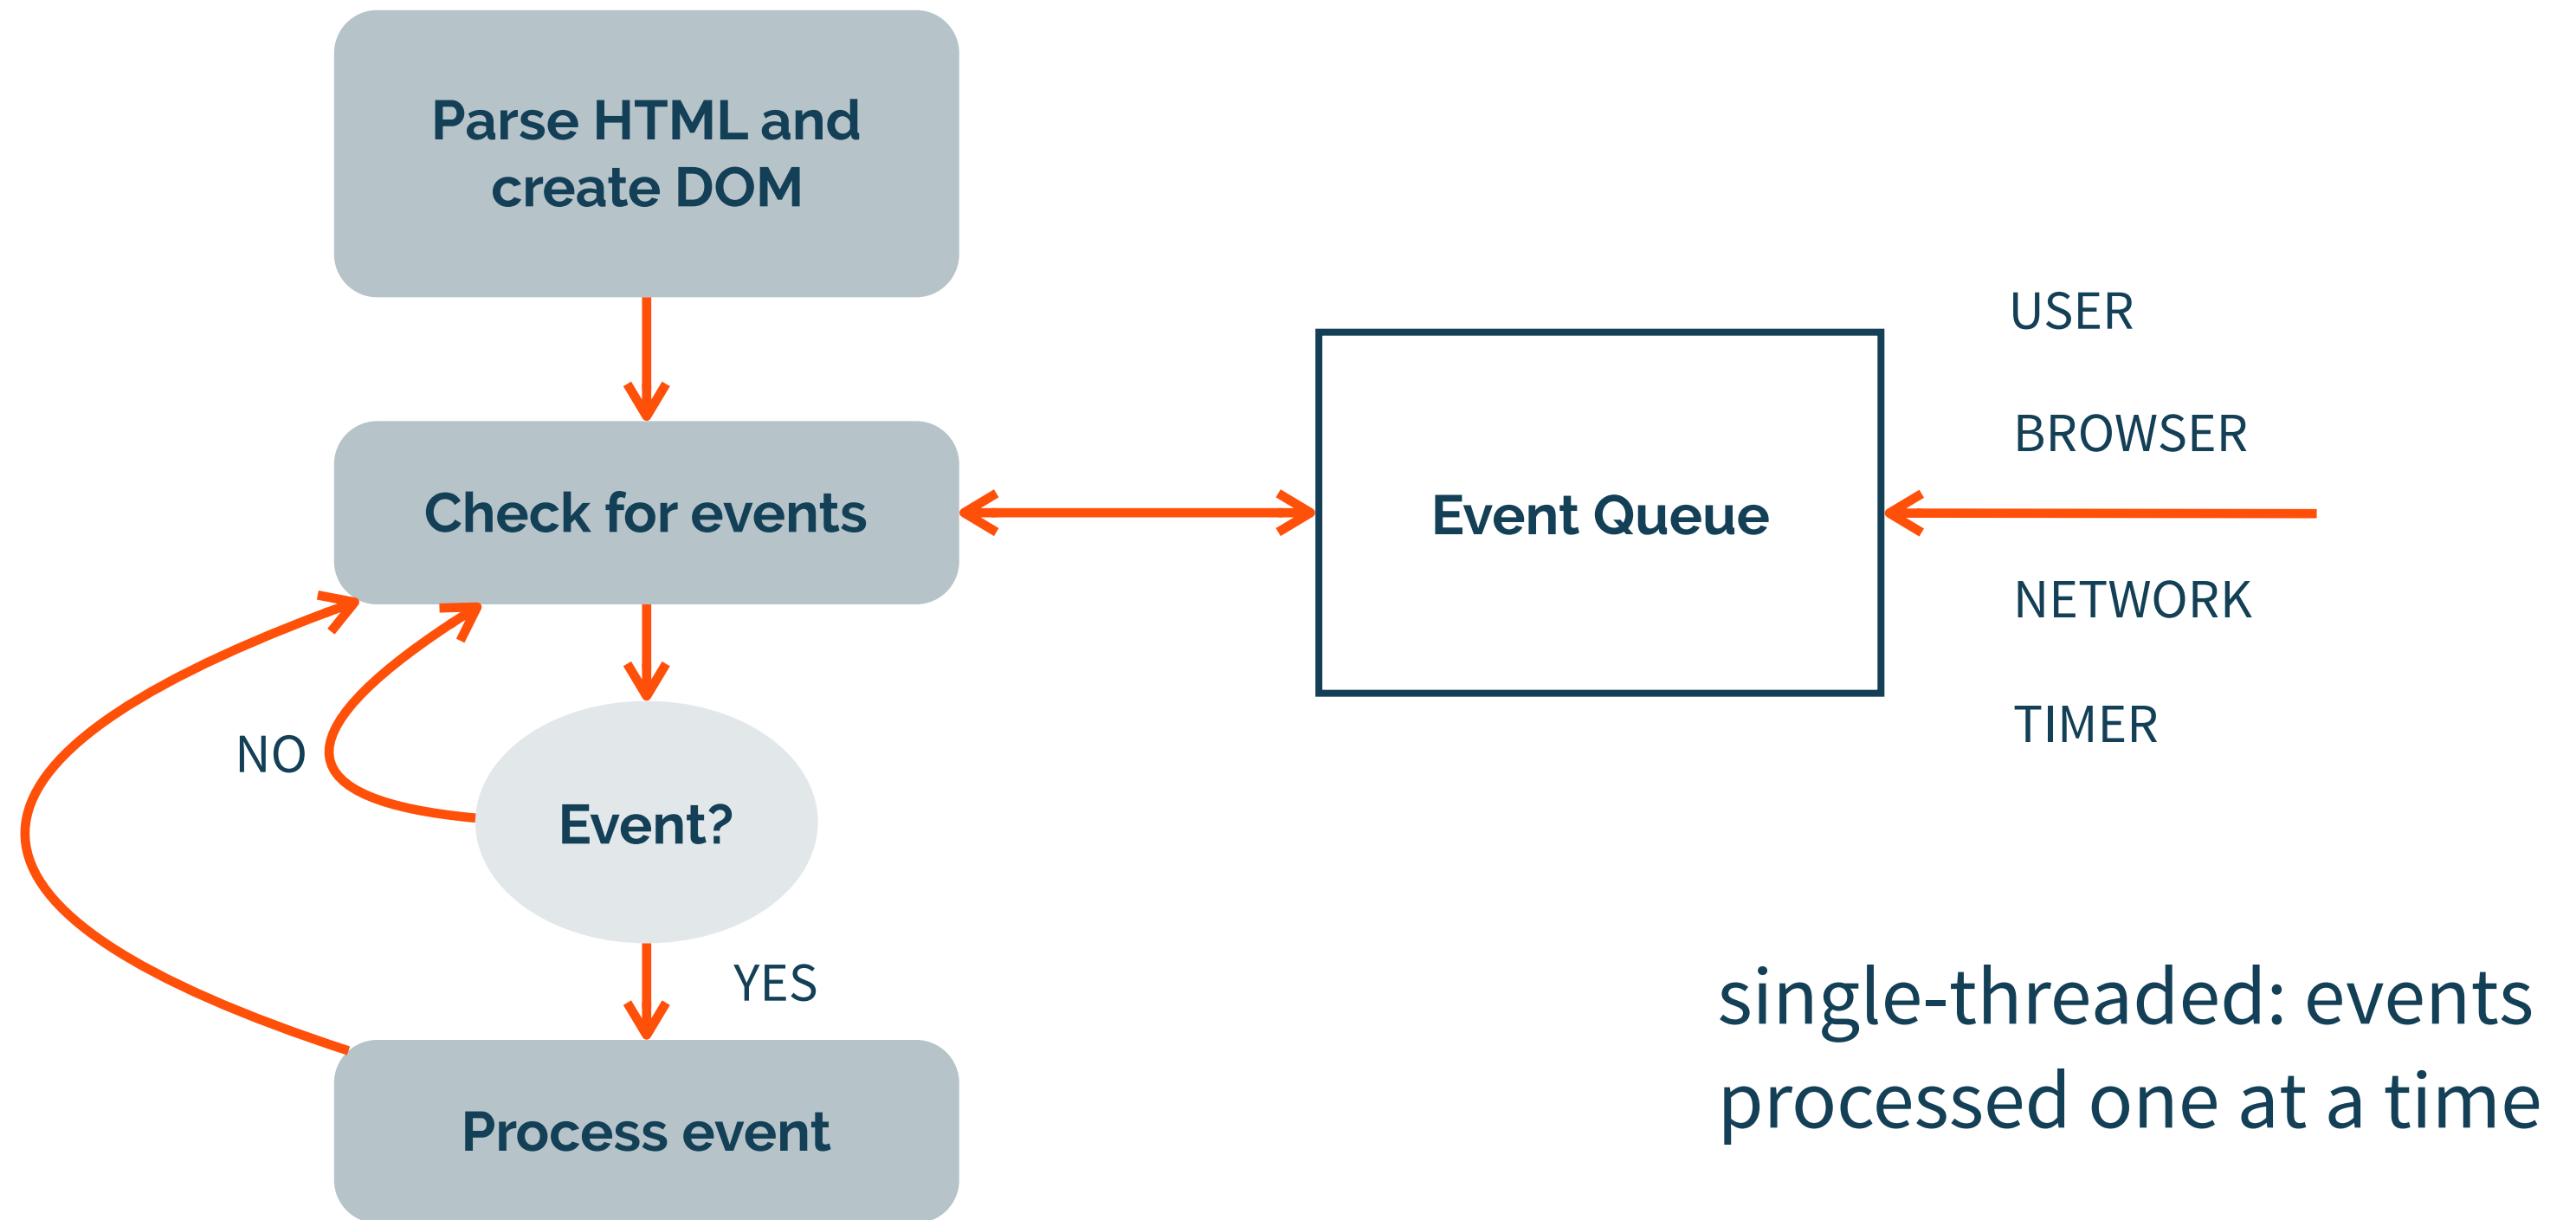 Parse HTML and
create DOM
Check for events
Event Queue
USER
BROWSER
NETWORK
TIMER
NO
Event?
YES
Process event
single-threaded: events
processed one at a time